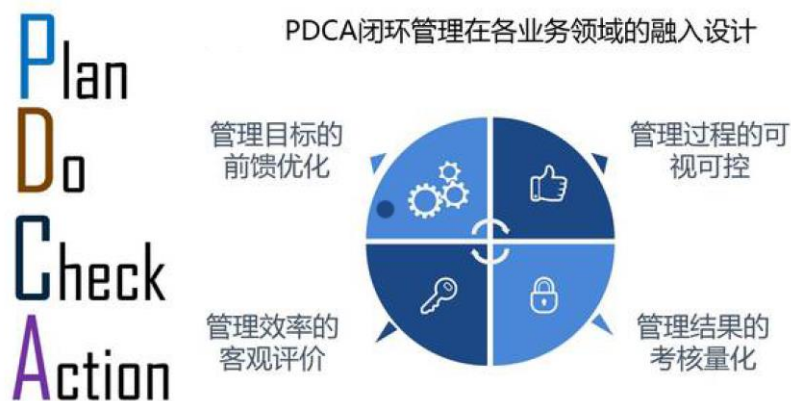 PDCA闭环管理在各业务领域的融入设计
Plan
Do
Check
Action
管理目标的
前馈优化
管理过程的可
视可控
管理效率的
客观评价
管理结果的
考核量化